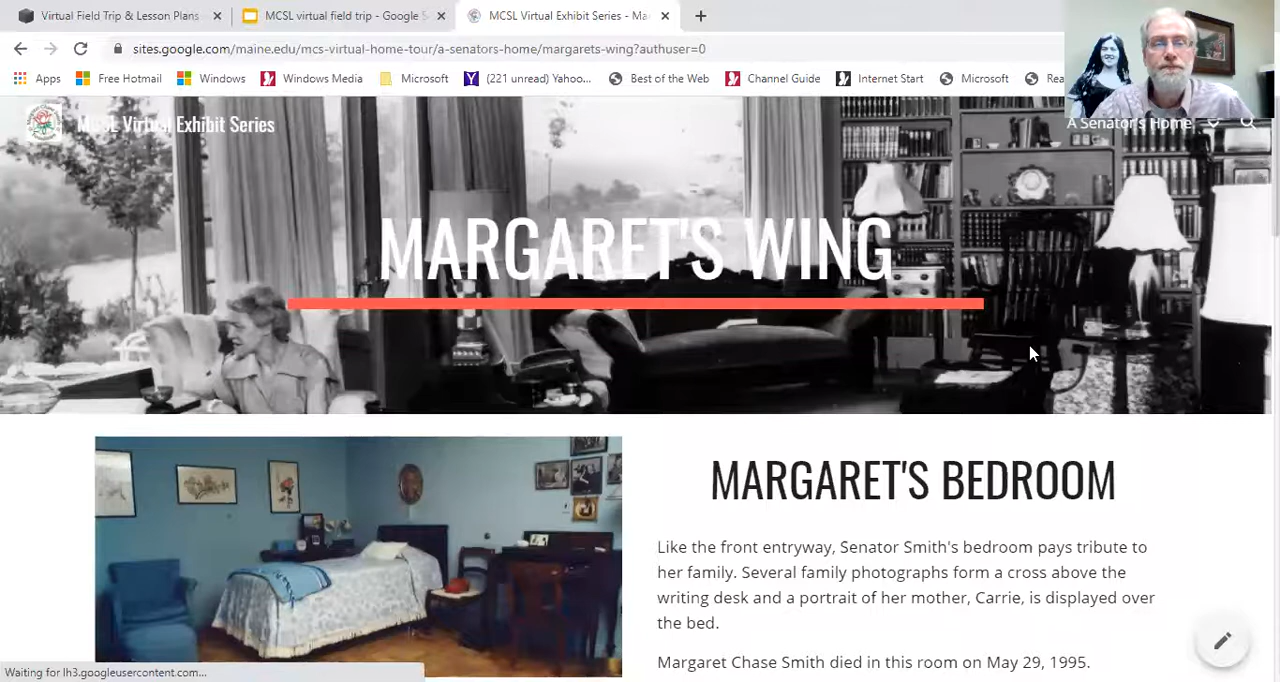 Virtual Field Trip & Lesson Plans
MCSL virtual field trip - Google S
MCSL Virtual Exhibit Series - Ma
sites.google.com/maine.edu/mcs-virtual-home-tour/a-senators-home/margarets-wing?authuser=0
Apps Free Hotmail Windows Windows Media Microsoft (221 unread) Yahoo... Best of the Web Channel Guide Internet Start Microsoft Rea
MCSL Virtual Exhibit Series
A Senator's Home
MARGARET'S WING
MARGARET'S BEDROOM
Like the front entryway, Senator Smith's bedroom pays tribute to
her family. Several family photographs form a cross above the
writing desk and a portrait of her mother, Carrie, is displayed over
the bed.
Margaret Chase Smith died in this room on May 29, 1995.
Waiting for lh3.googleusercontent.com...